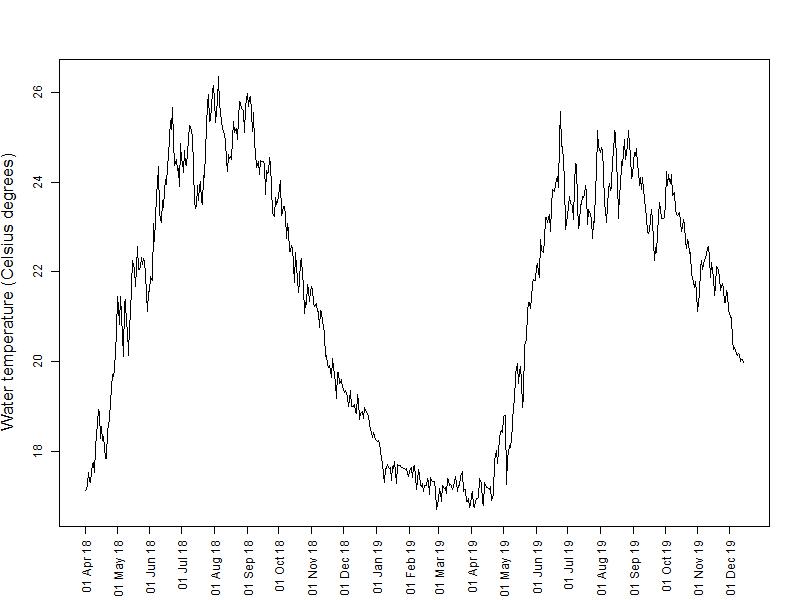 Water temperature (Celsius degrees)
26
24
22
20
18
01 Apr 18
01 May 18
01 Jun 18
01 Jul 18
01 Aug 18
01 Sep 18
01 Oct 18
01 Nov 18
01 Dec 18
01 Jan 19
01 Feb 19
01 Mar 19
01 Apr 19
01 May 19
01 Jun 19
01 Jul 19
01 Aug 19
01 Sep 19
01 Oct 19
01 Nov 19
01 Dec 19